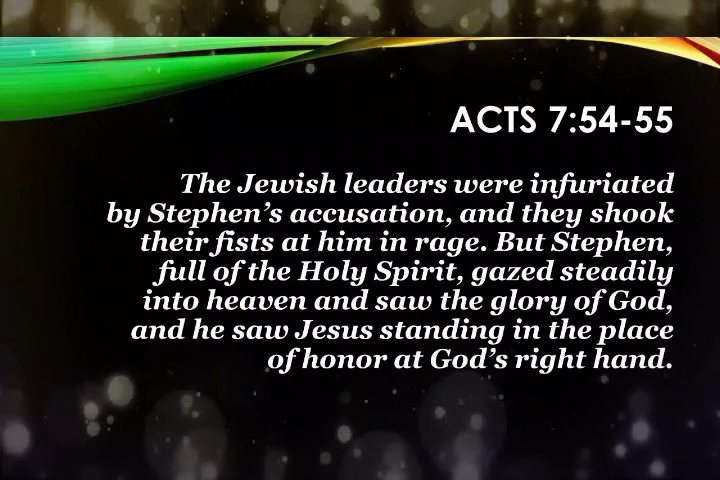 ACTS 7:54-55
The Jewish leaders were infuriated
by Stephen’s accusation, and they shook
their fists at him in rage. But Stephen,
full of the Holy Spirit, gazed steadily
into heaven and saw the glory of God,
and he saw Jesus standing in the place
of honor at God’s right hand.